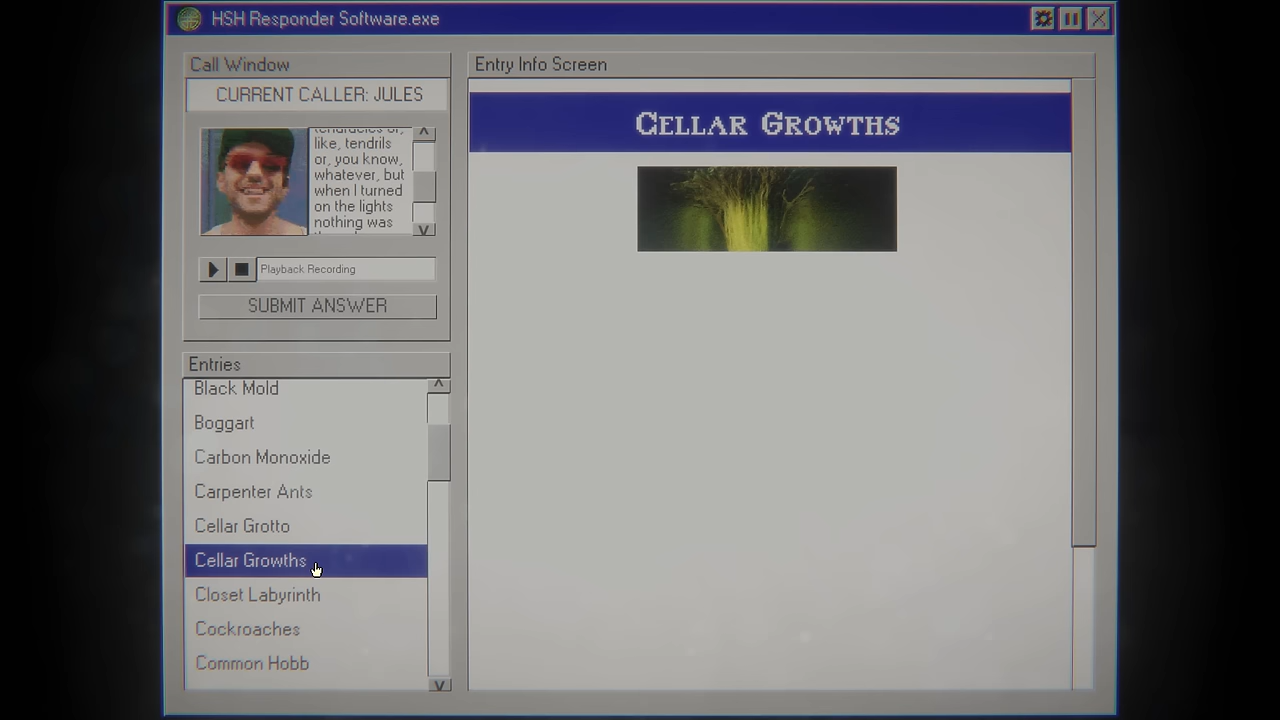 HSH Responder Software.exe
Call Window
CURRENT CALLER: JULES
like, tendrils
or, you know,
whatever, but
when I turned
on the lights
nothing was
Playback Recording
SUBMIT ANSWER
Entries
Black Mold
Boggart
Carbon Monoxide
Carpenter Ants
Cellar Grotto
Cellar Growths
Closet Labyrinth
Cockroaches
Common Hobb
Entry Info Screen
Cellar Growths